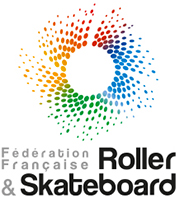 Fédération
Française Roller
& Skateboard